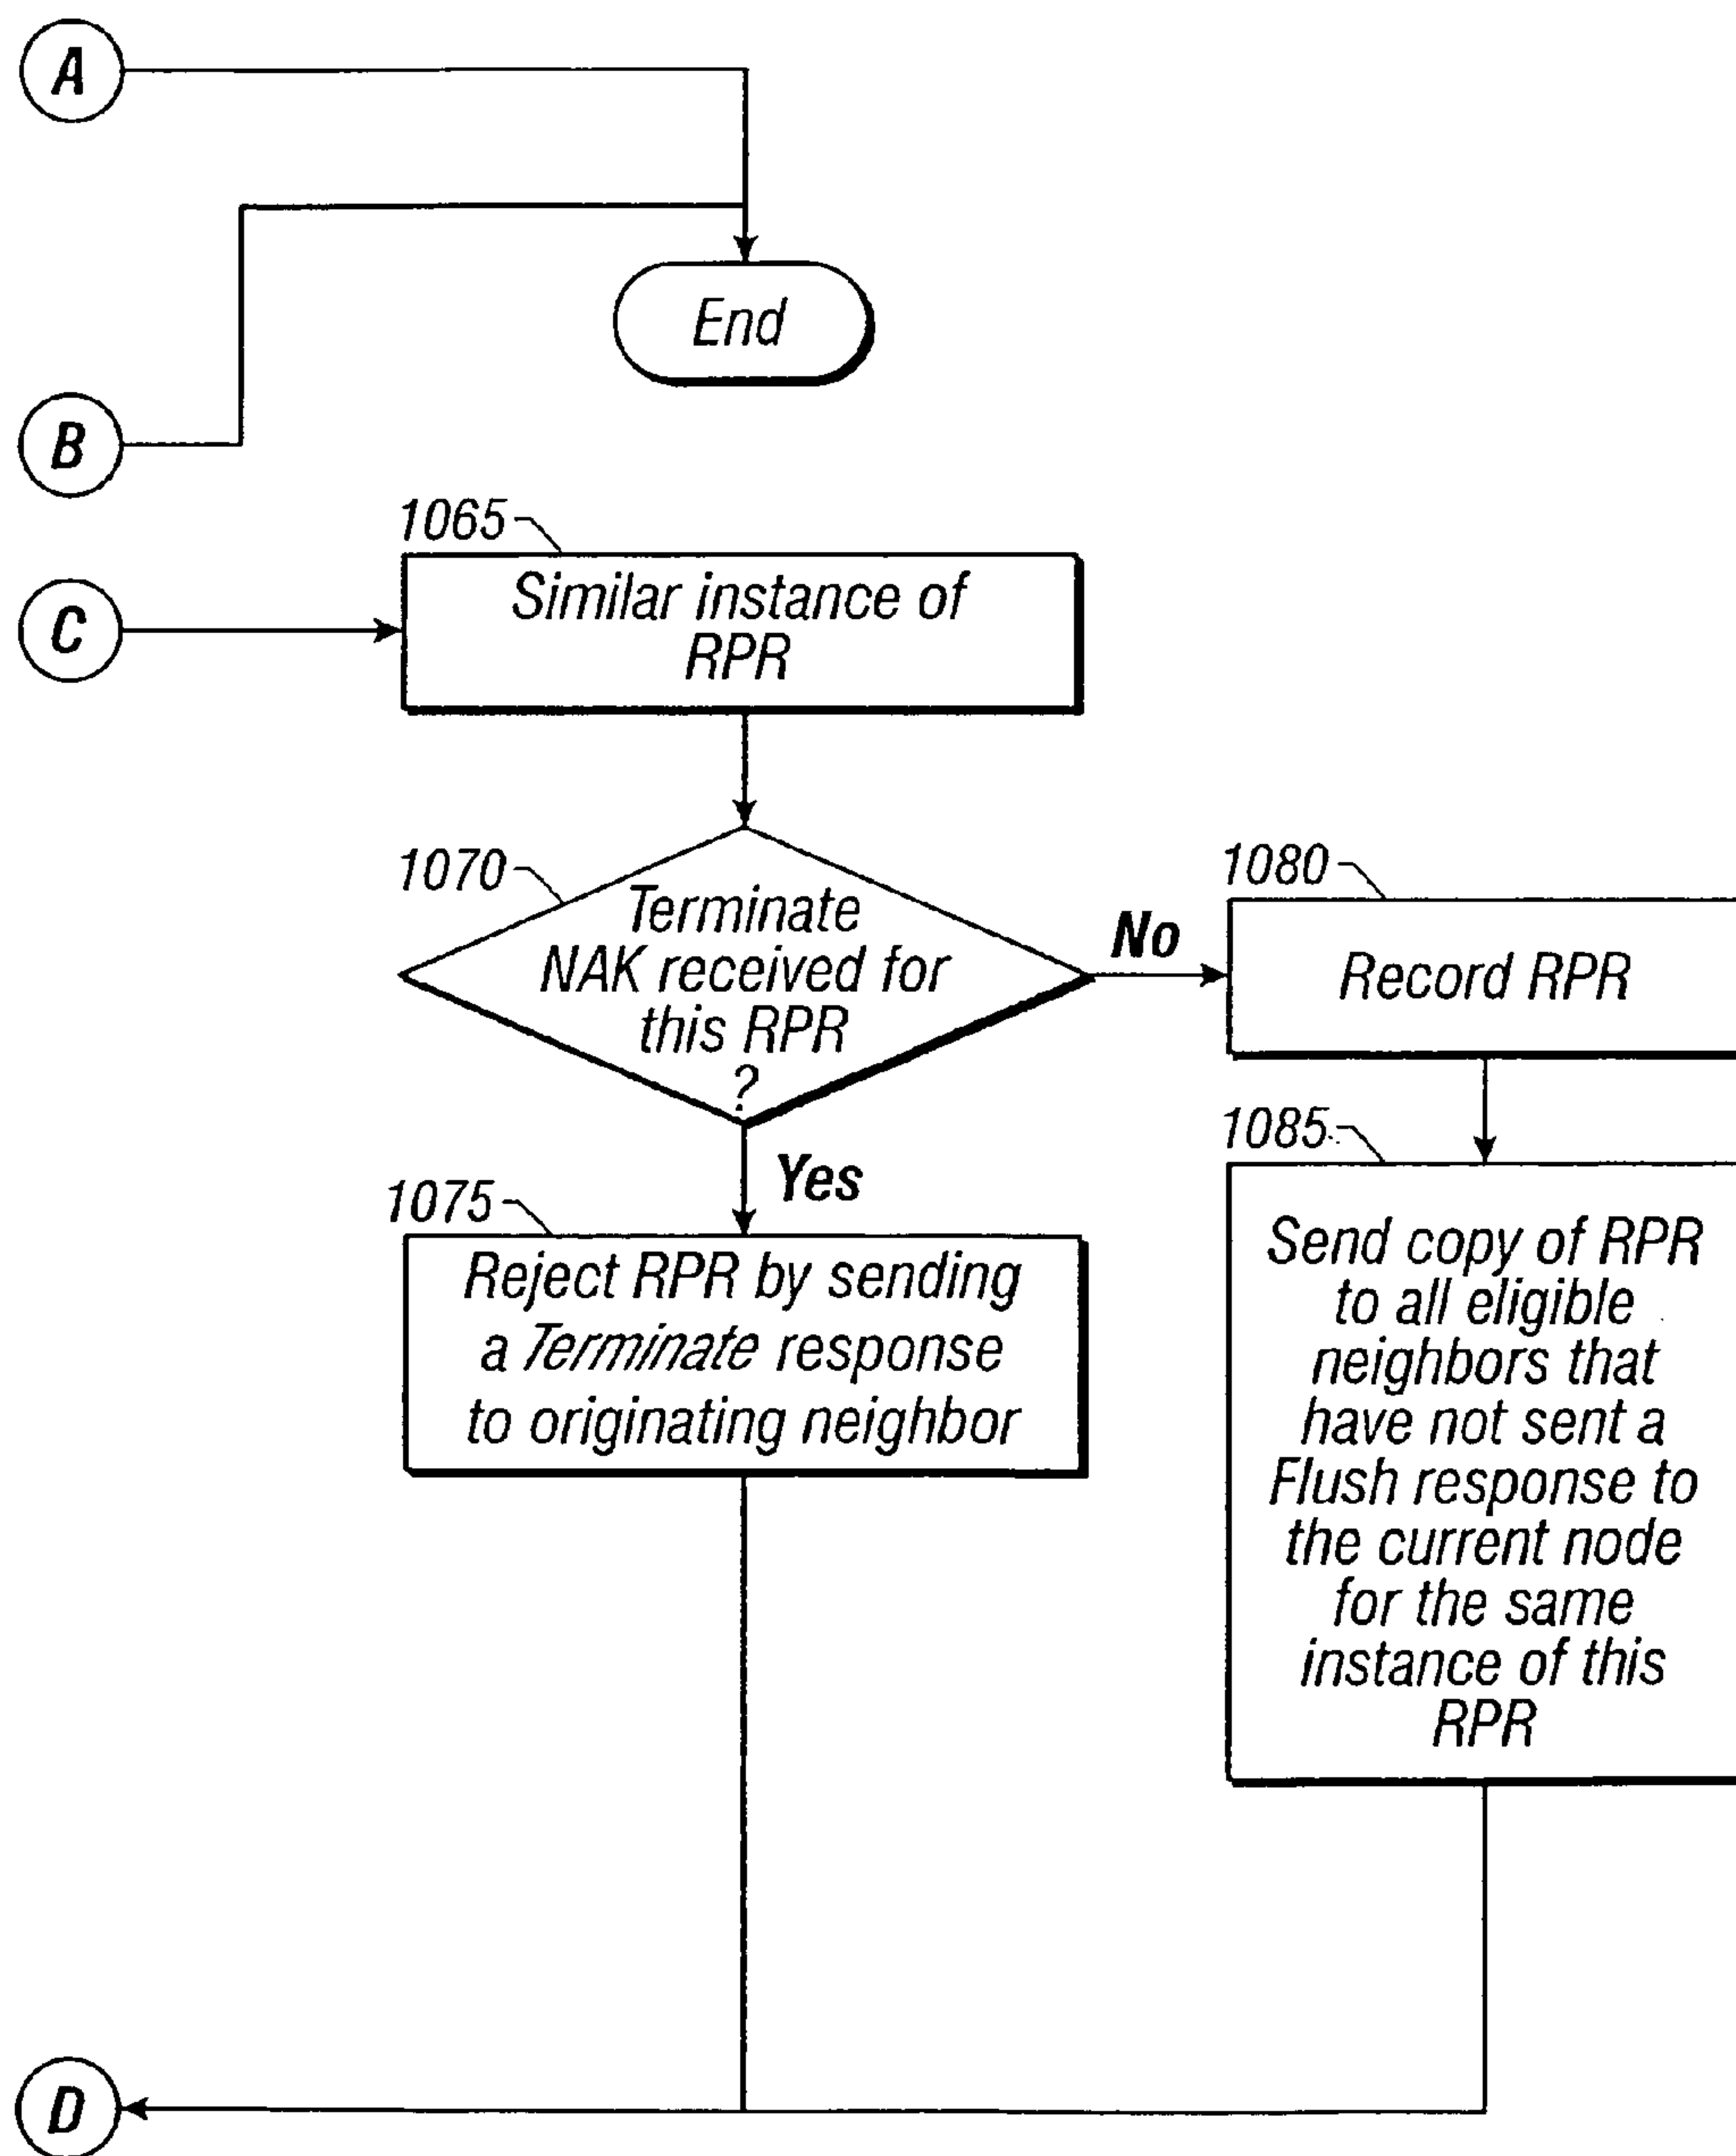 A
End
B
1065
C
Similar instance of
RPR
1070
Terminate
NAK received for
this RPR
?
No
1080
Record RPR
Yes
1075
Reject RPR by sending
a Terminate response
to originating neighbor
1085
Send copy of RPR
to all eligible
neighbors that
have not sent a
Flush response to
the current node
for the same
instance of this
RPR
D